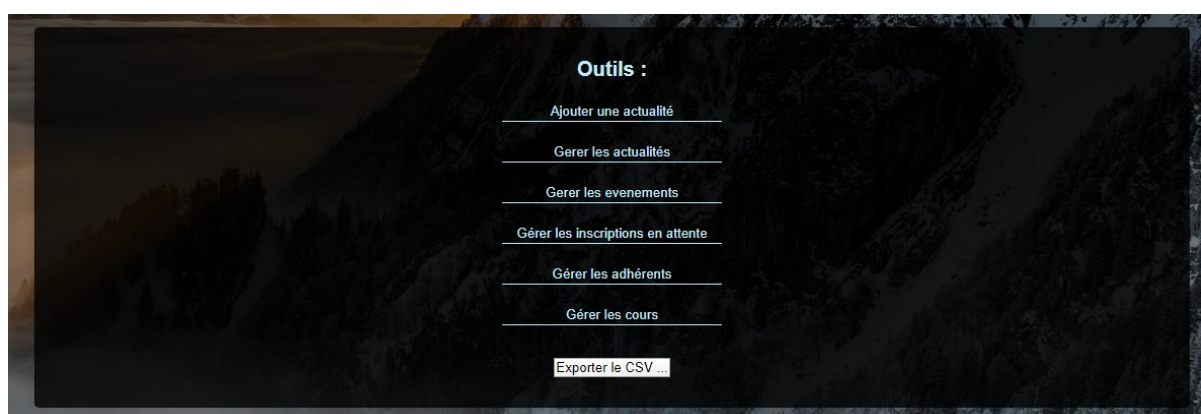 Outils :
Ajouter une actualité
Gerer les actualités
Gerer les evenements
Gérer les inscriptions en attente
Gérer les adhérents
Gérer les cours
Exporter le CSV ...